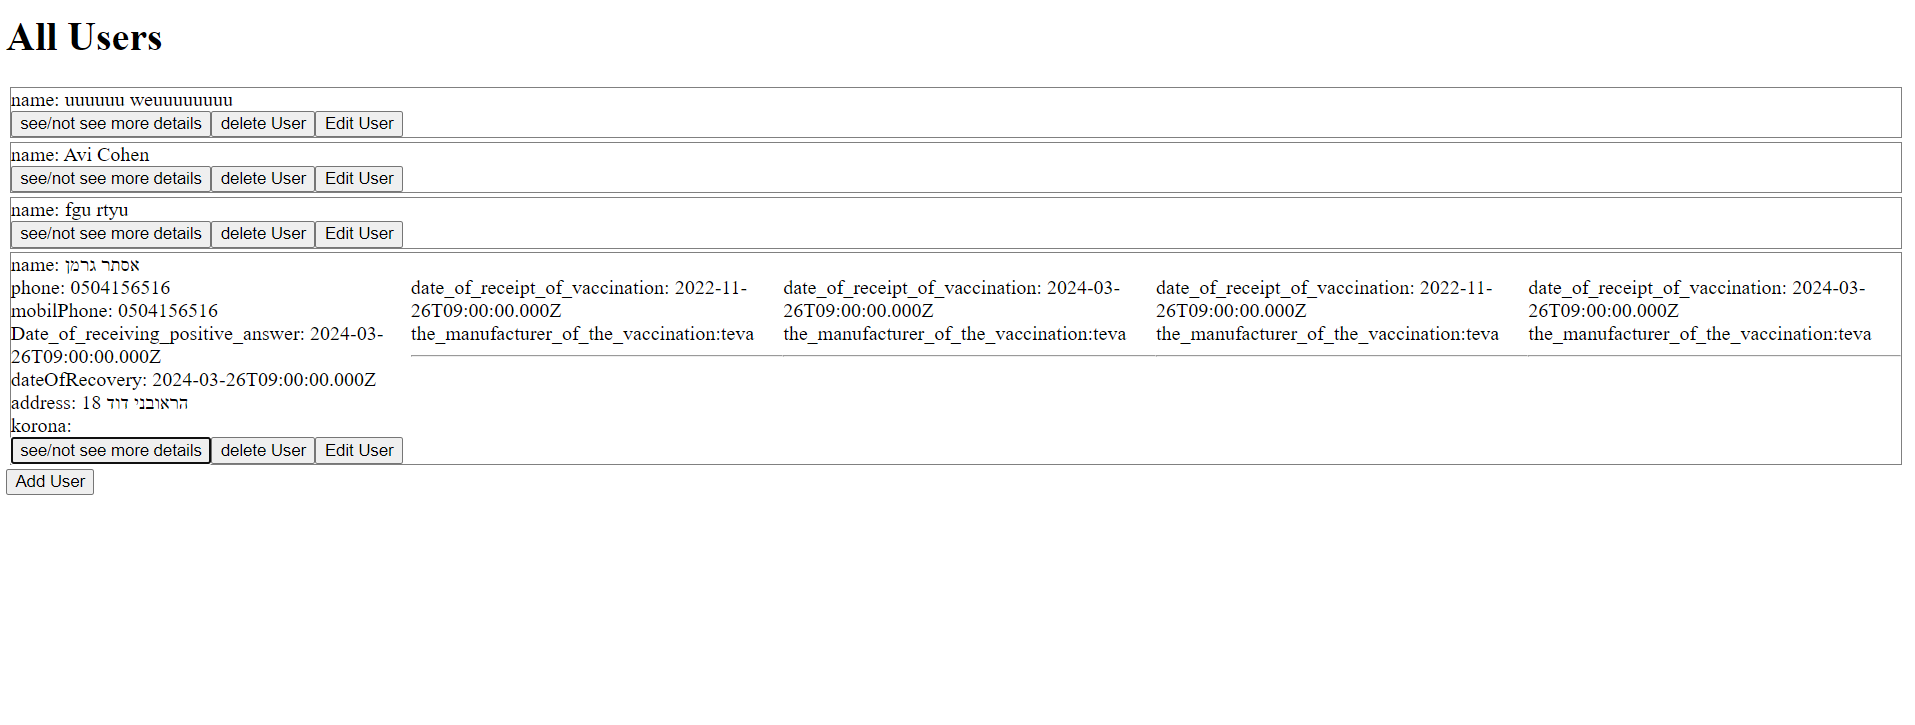 All Users
name: uuuuuu weuuuuuuuu
see/not see more details delete User Edit User
name: Avi Cohen
see/not see more details delete User Edit User
name: fgu rtyu
see/not see more details delete User Edit User
name: אסתר גרמן
phone: 0504156516
mobilPhone: 0504156516
Date_of_receiving_positive_answer: 2024-03-
26T09:00:00.000Z
dateOfRecovery: 2024-03-26T09:00:00.000Z
address: 18 הראובני דוד
korona:
date_of_receipt_of_vaccination: 2022-11-
26T09:00:00.000Z
the_manufacturer_of_the_vaccination:teva
date_of_receipt_of_vaccination: 2024-03-
26T09:00:00.000Z
the_manufacturer_of_the_vaccination:teva
date_of_receipt_of_vaccination: 2022-11-
26T09:00:00.000Z
the_manufacturer_of_the_vaccination:teva
date_of_receipt_of_vaccination: 2024-03-
26T09:00:00.000Z
the_manufacturer_of_the_vaccination:teva
see/not see more details delete User Edit User
Add User